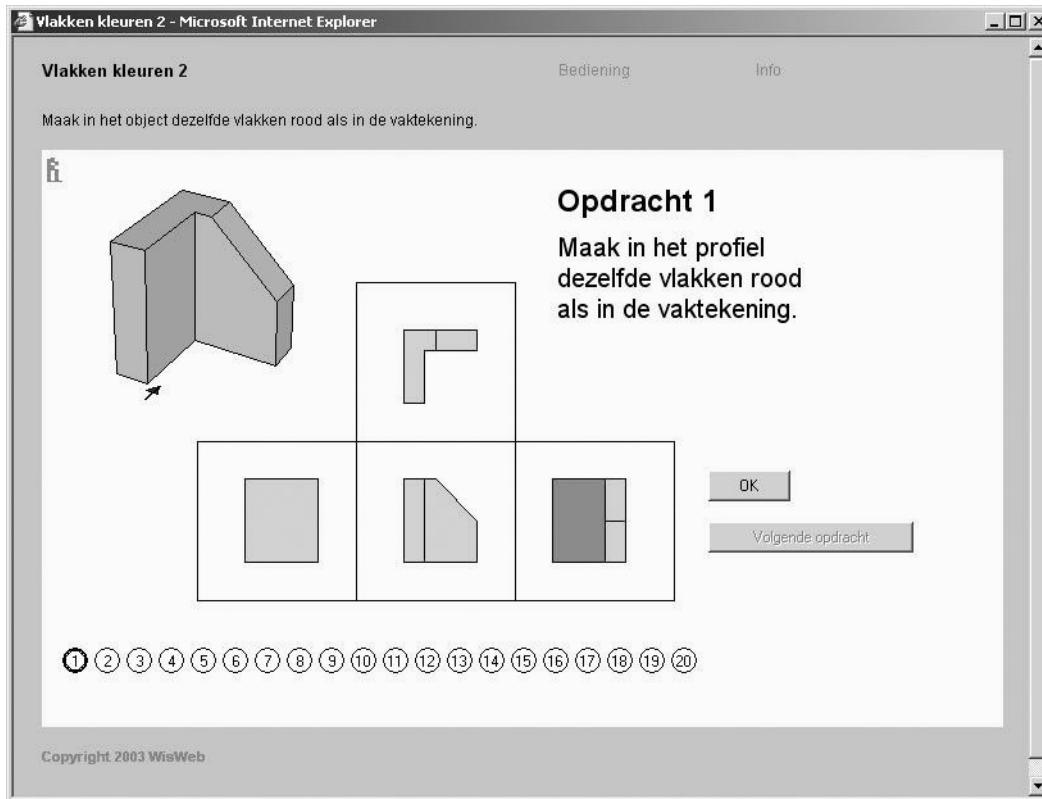 Vlakken kleuren 2 - Microsoft Internet Explorer
Vlakken kleuren 2
Bediening
Info
Maak in het object dezelfde vlakken rood als in de vaktekening.
fi
Opdracht 1
Maak in het profiel
dezelfde vlakken rood
als in de vaktekening.
OK
Volgende opdracht
1 2 3 4 5 6 7 8 9 10 11 12 13 14 15 16 17 18 19 20
Copyright 2003 WisWeb